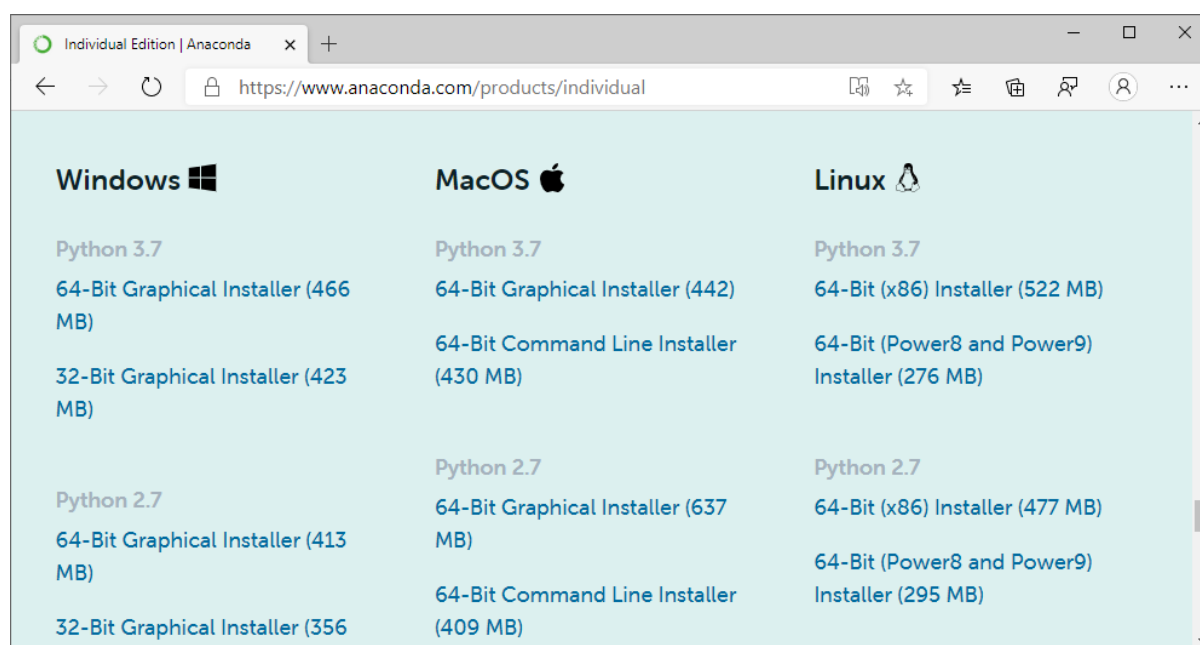 Individual Edition | Anaconda
https://www.anaconda.com/products/individual
Windows
Python 3.7
64-Bit Graphical Installer (466
MB)
32-Bit Graphical Installer (423
MB)
Python 2.7
64-Bit Graphical Installer (413
MB)
32-Bit Graphical Installer (356
MacOS
Python 3.7
64-Bit Graphical Installer (442)
64-Bit Command Line Installer
(430 MB)
Python 2.7
64-Bit Graphical Installer (637
MB)
64-Bit Command Line Installer
(409 MB)
Linux
Python 3.7
64-Bit (x86) Installer (522 MB)
64-Bit (Power8 and Power9)
Installer (276 MB)
Python 2.7
64-Bit (x86) Installer (477 MB)
64-Bit (Power8 and Power9)
Installer (295 MB)